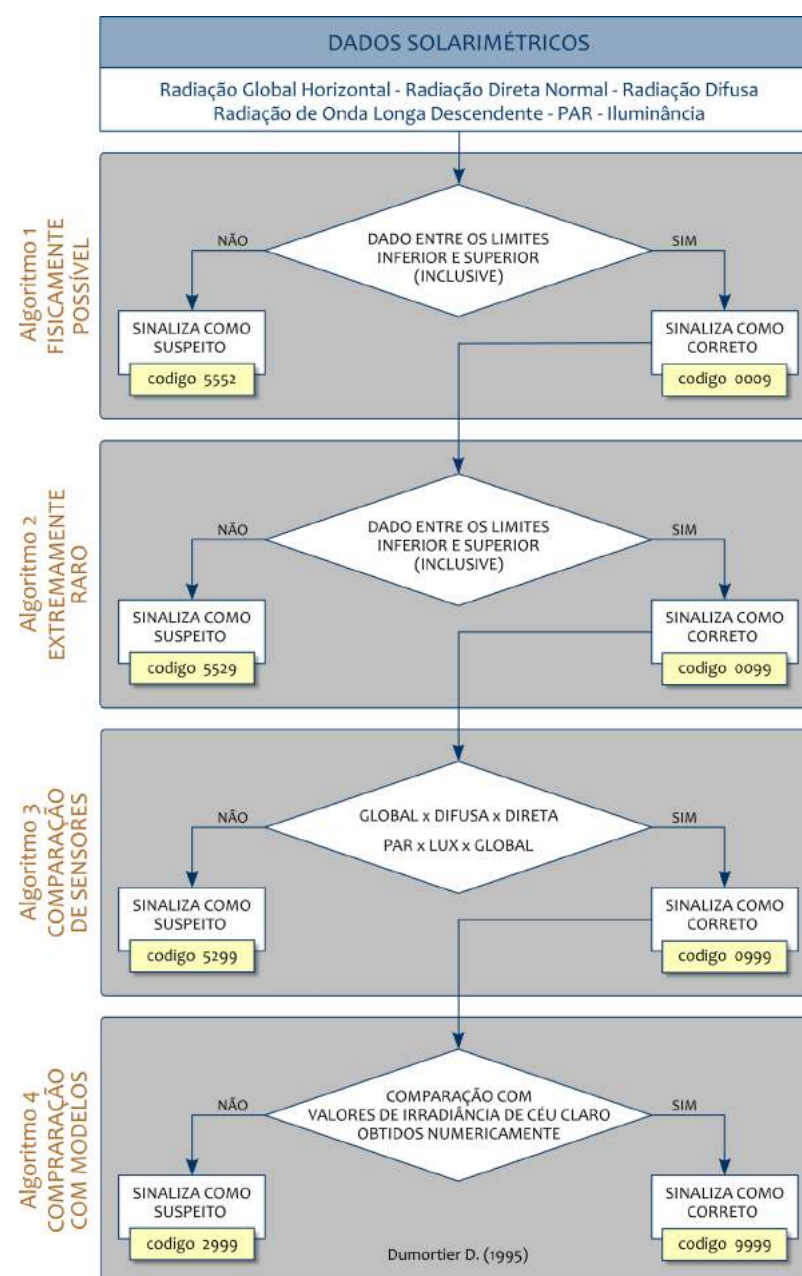 DADOS SOLARIMÉTRICOS
Radiação Global Horizontal - Radiação Direta Normal - Radiação Difusa
Radiação de Onda Longa Descendente - PAR - Iluminância
Algoritmo 1
FISICAMENTE
POSSÍVEL
DADO ENTRE OS LIMITES
INFERIOR E SUPERIOR
(INCLUSIVE)
NÃO
SIM
SINALIZA COMO
SUSPEITO
codigo 5552
SINALIZA COMO
CORRETO
codigo 0009
Algoritmo 2
EXTREMAMENTE
RARO
DADO ENTRE OS LIMITES
INFERIOR E SUPERIOR
(INCLUSIVE)
NÃO
SIM
SINALIZA COMO
SUSPEITO
codigo 5529
SINALIZA COMO
CORRETO
codigo 0099
Algoritmo 3
COMPARAÇÃO
DE SENSORES
GLOBAL x DIFUSA x DIRETA
PAR x LUX x GLOBAL
NÃO
SIM
SINALIZA COMO
SUSPEITO
codigo 5299
SINALIZA COMO
CORRETO
codigo 0999
Algoritmo 4
COMPRARAÇÃO
COM MODELOS
COMPARAÇÃO COM
VALORES DE IRRADIÂNCIA DE CÉU CLARO
OBTIDOS NUMERICAMENTE
NÃO
SIM
SINALIZA COMO
SUSPEITO
codigo 2999
SINALIZA COMO
CORRETO
codigo 9999
Dumortier D. (1995)